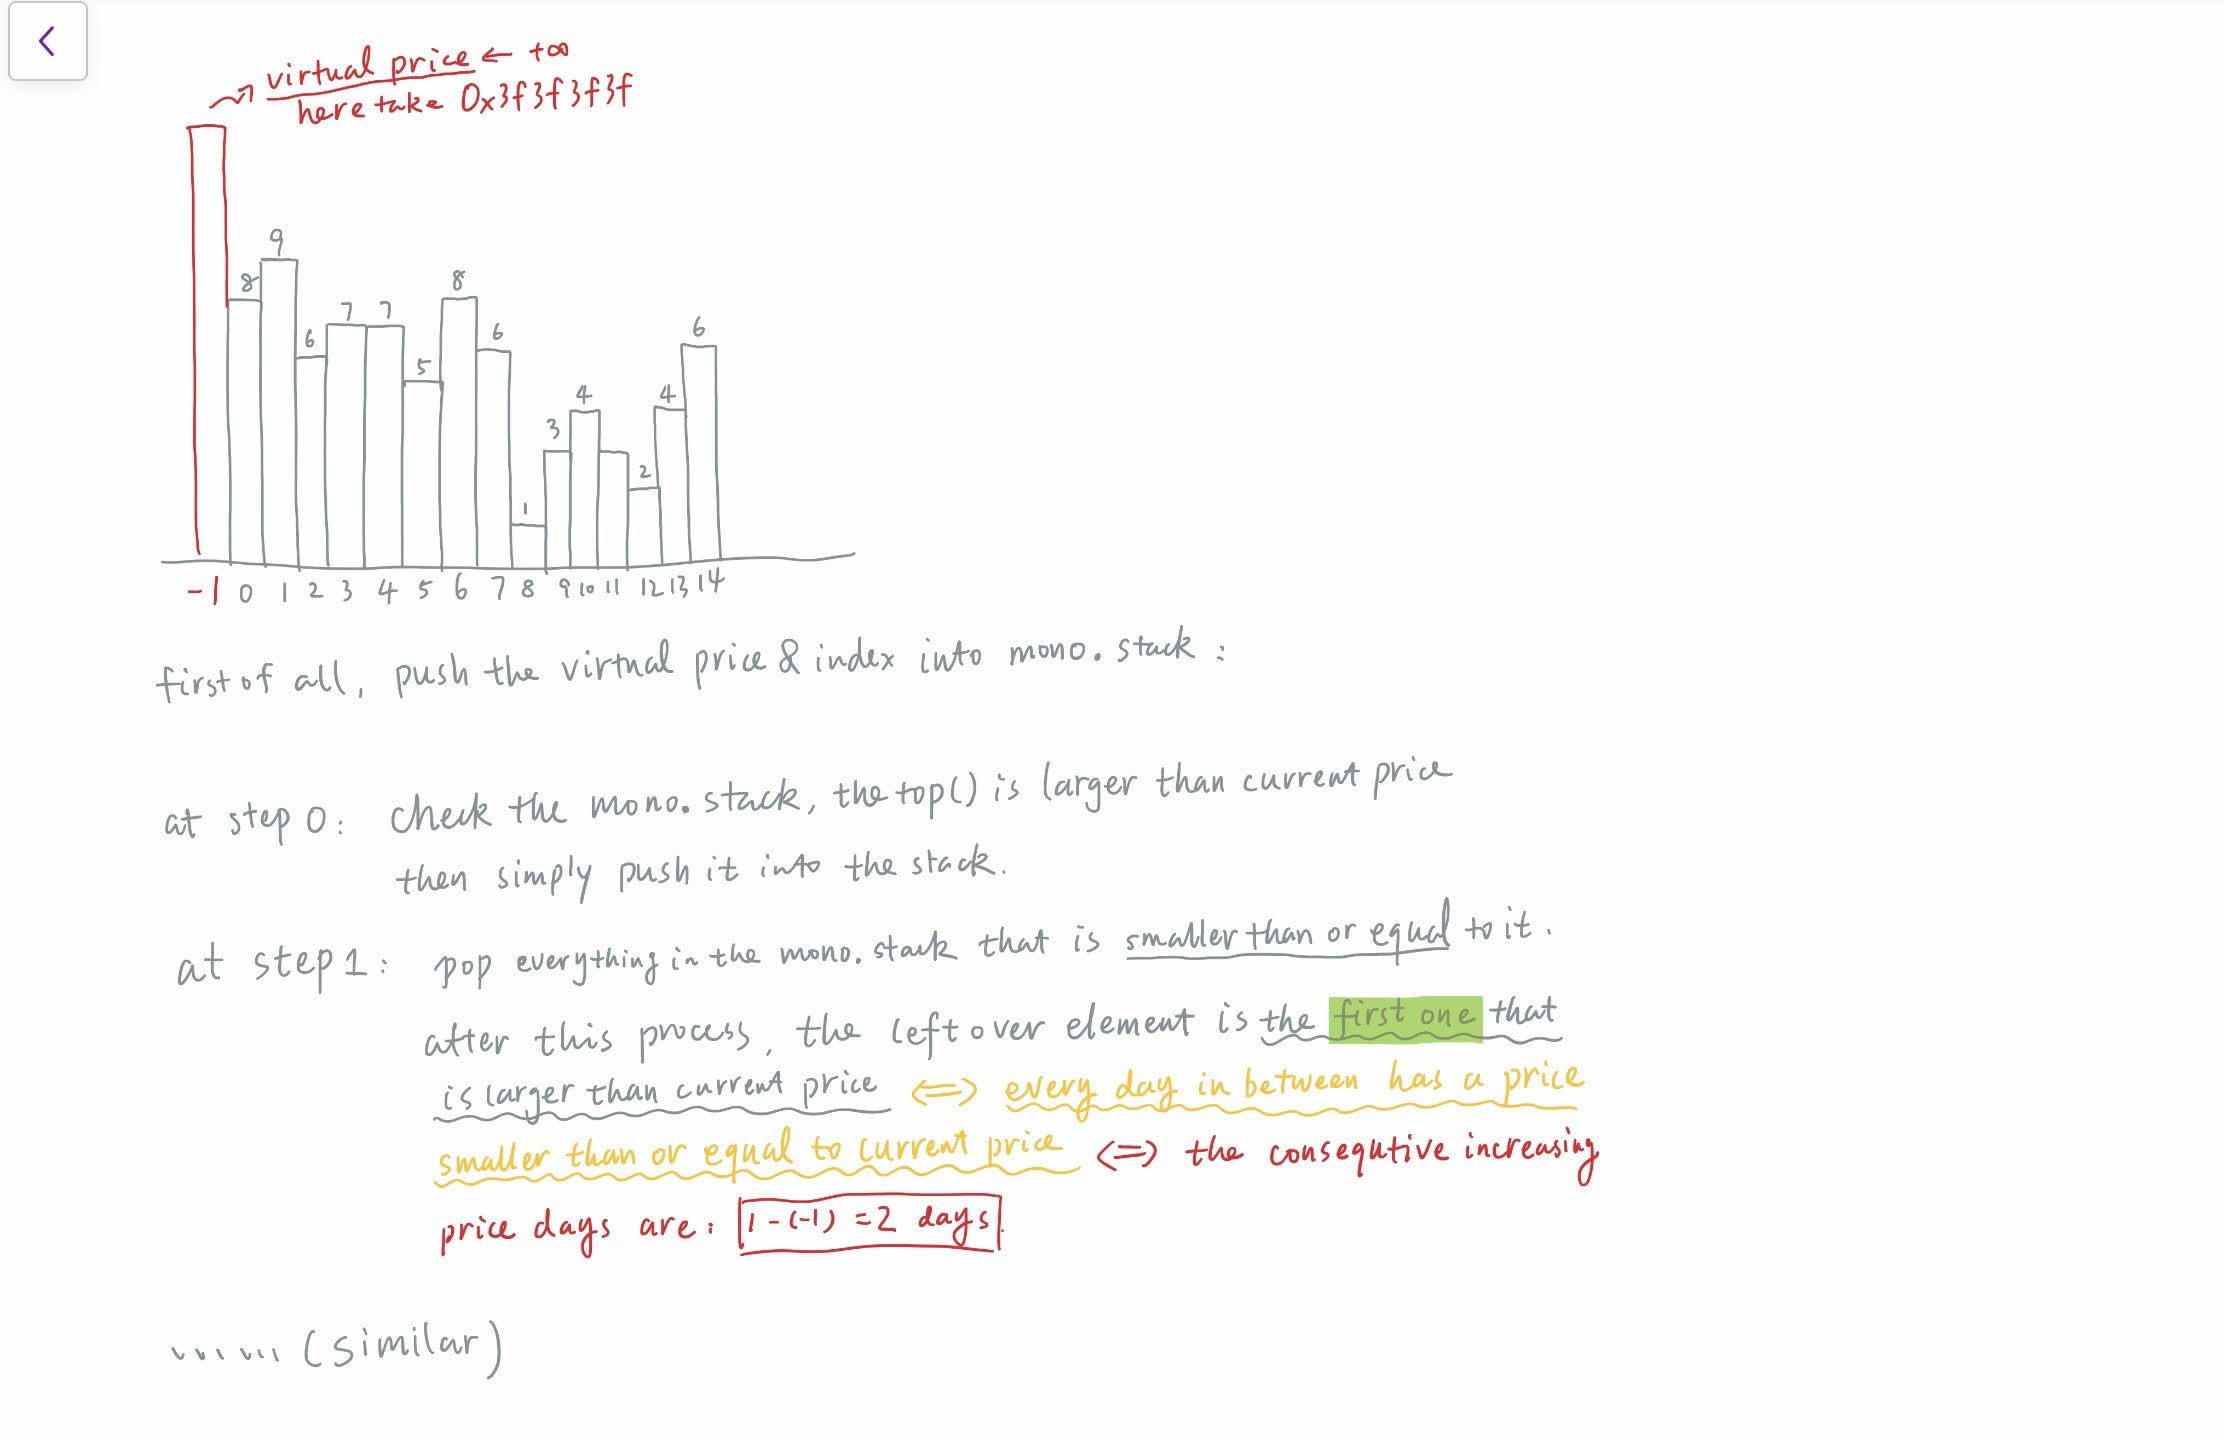 virtual price ← +∞
here take 0x3f3f3f3f
9
8
8
7 7
6
6
6
5
4
4
3
2
1
-1 0 1 2 3 4 5 6 7 8 9 10 11 12 13 14
first of all, push the virtual price & index into mono. stack :
at step 0: check the mono. stack, the top() is larger than current price
then simply push it into the stack.
at step 1: pop everything in the mono. stack that is smaller than or equal to it.
after this process, the left over element is the first one that
is larger than current price <=> every day in between has a price
smaller than or equal to current price <=> the consequtive increasing
price days are: 1 - (-1) = 2 days.
...... (similar)